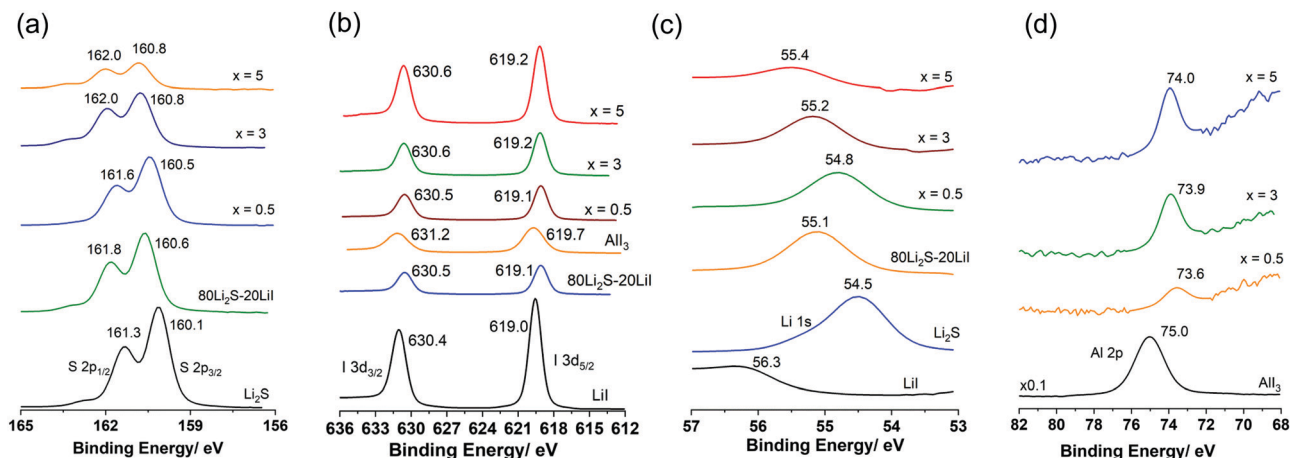 (a)
162.0 160.8
x = 5
162.0 160.8
x = 3
161.6 160.5
x = 0.5
161.8 160.6
80Li₂S-20LiI
161.3 160.1
S 2p₁/₂ S 2p₃/₂
Li₂S
165 162 159 156
Binding Energy/ eV
(b)
630.6 619.2
x = 5
630.6 619.2
x = 3
630.5 619.1
x = 0.5
631.2 619.7
AlI₃
630.5 619.1
80Li₂S-20LiI
630.4 619.0
I 3d₃/₂ I 3d₅/₂
LiI
636 633 630 627 624 621 618 615 612
Binding Energy/ eV
(c)
55.4
x = 5
55.2
x = 3
54.8
x = 0.5
55.1
80Li₂S-20LiI
54.5
Li 1s
Li₂S
56.3
LiI
57 56 55 54 53
Binding Energy/ eV
(d)
74.0
x = 5
73.9
x = 3
73.6
x = 0.5
75.0
Al 2p
x0.1
AlI₃
82 80 78 76 74 72 70 68
Binding Energy/ eV